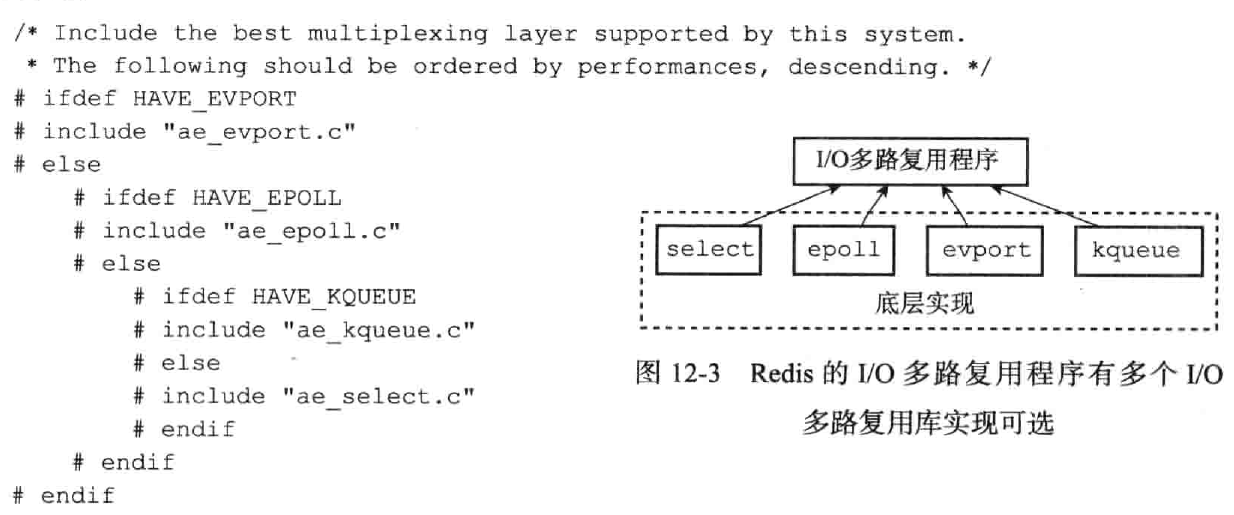 /* Include the best multiplexing layer supported by this system.
 * The following should be ordered by performances, descending. */
# ifdef HAVE_EVPORT
# include "ae_evport.c"
# else
    # ifdef HAVE_EPOLL
    # include "ae_epoll.c"
    # else
        # ifdef HAVE_KQUEUE
        # include "ae_kqueue.c"
        # else
        # include "ae_select.c"
        # endif
    # endif
# endif
I/O多路复用程序
select epoll evport kqueue
底层实现
图 12-3 Redis 的 I/O 多路复用程序有多个 I/O
多路复用库实现可选